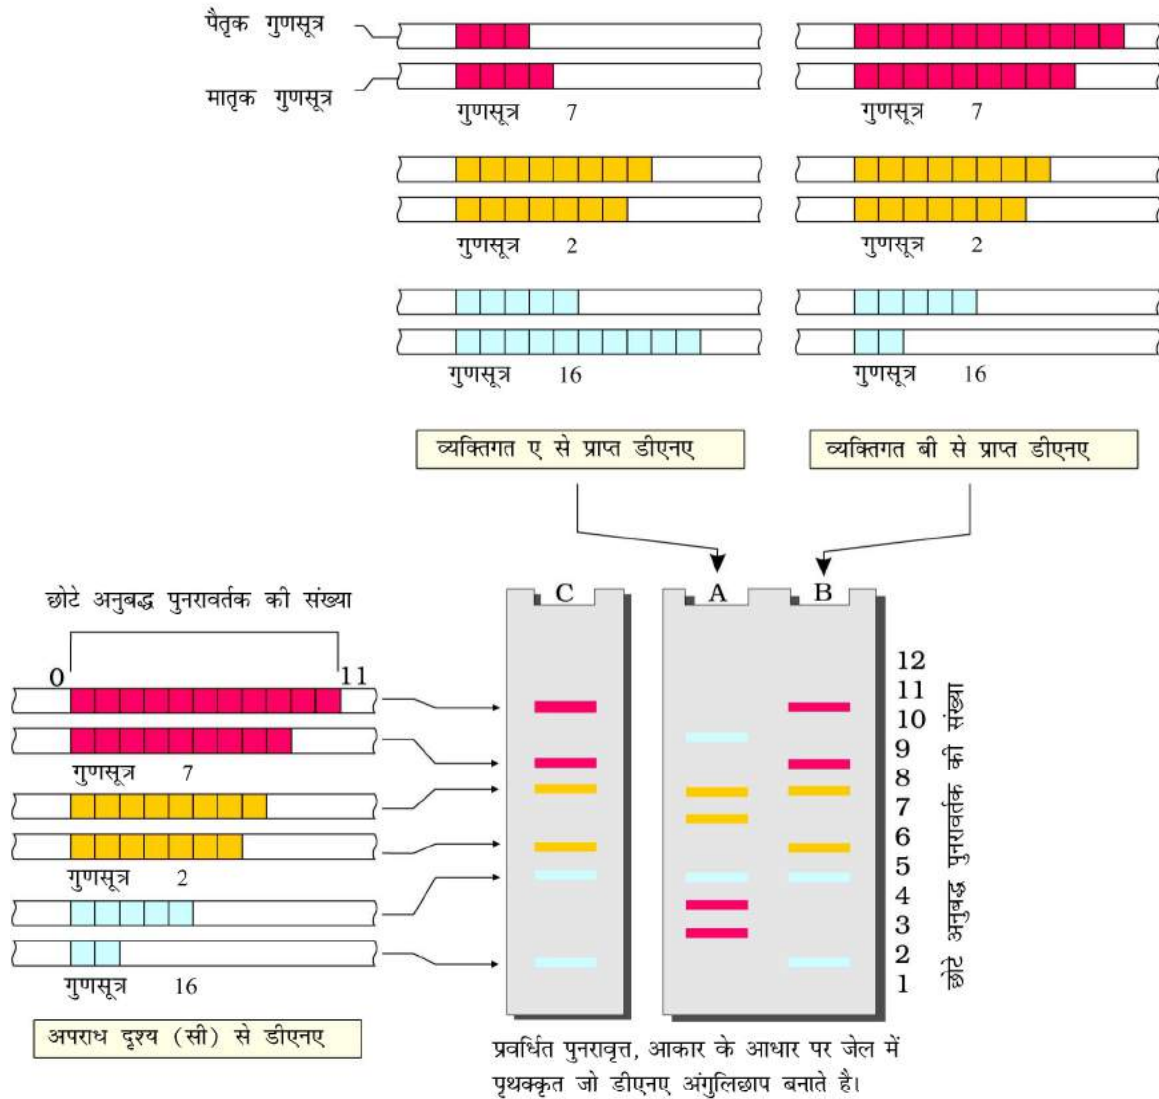 पैतृक गुणसूत्र
मातृक गुणसूत्र
गुणसूत्र 7
गुणसूत्र 7
गुणसूत्र 2
गुणसूत्र 2
गुणसूत्र 16
गुणसूत्र 16
व्यक्तिगत ए से प्राप्त डीएनए
व्यक्तिगत बी से प्राप्त डीएनए
छोटे अनुबद्ध पुनरावर्तक की संख्या
0 11
गुणसूत्र 7
गुणसूत्र 2
गुणसूत्र 16
अपराध दृश्य (सी) से डीएनए
C
A
B
12
11
10
9
8
7
6
5
4
3
2
1
छोटे अनुबद्ध पुनरावर्तक की संख्या
प्रवर्धित पुनरावृत्त, आकार के आधार पर जेल में
पृथक्कृत जो डीएनए अंगुलिछाप बनाते है।